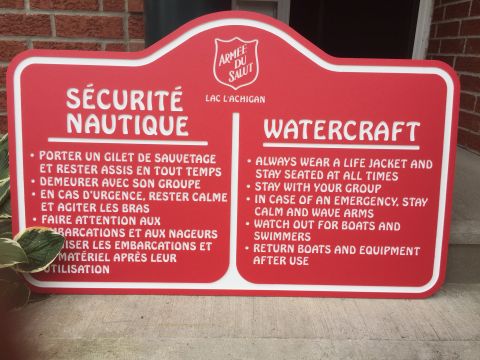 ARMÉE
DU
SALUT
LAC L'ACHIGAN
SÉCURITÉ
NAUTIQUE
• PORTER UN GILET DE SAUVETAGE
ET RESTER ASSIS EN TOUT TEMPS
• DEMEURER AVEC SON GROUPE
• EN CAS D'URGENCE, RESTER CALME
ET AGITER LES BRAS
• FAIRE ATTENTION AUX
EMBARCATIONS ET AUX NAGEURS
LES EMBARCATIONS ET
MATÉRIEL APRÈS LEUR
UTILISATION
WATERCRAFT
• ALWAYS WEAR A LIFE JACKET AND
STAY SEATED AT ALL TIMES
• STAY WITH YOUR GROUP
• IN CASE OF AN EMERGENCY, STAY
CALM AND WAVE ARMS
• WATCH OUT FOR BOATS AND
SWIMMERS
• RETURN BOATS AND EQUIPMENT
AFTER USE